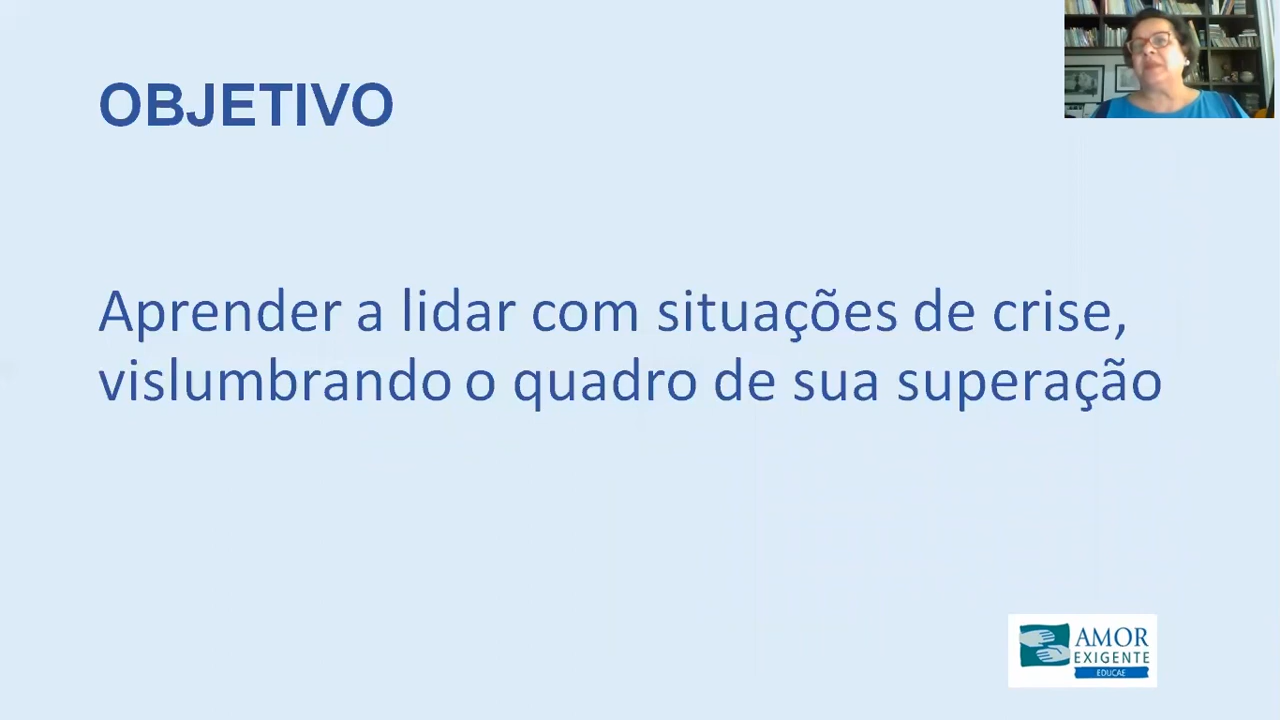 OBJETIVO
Aprender a lidar com situações de crise,
vislumbrando o quadro de sua superação
AMOR
EXIGENTE
EDUCAE